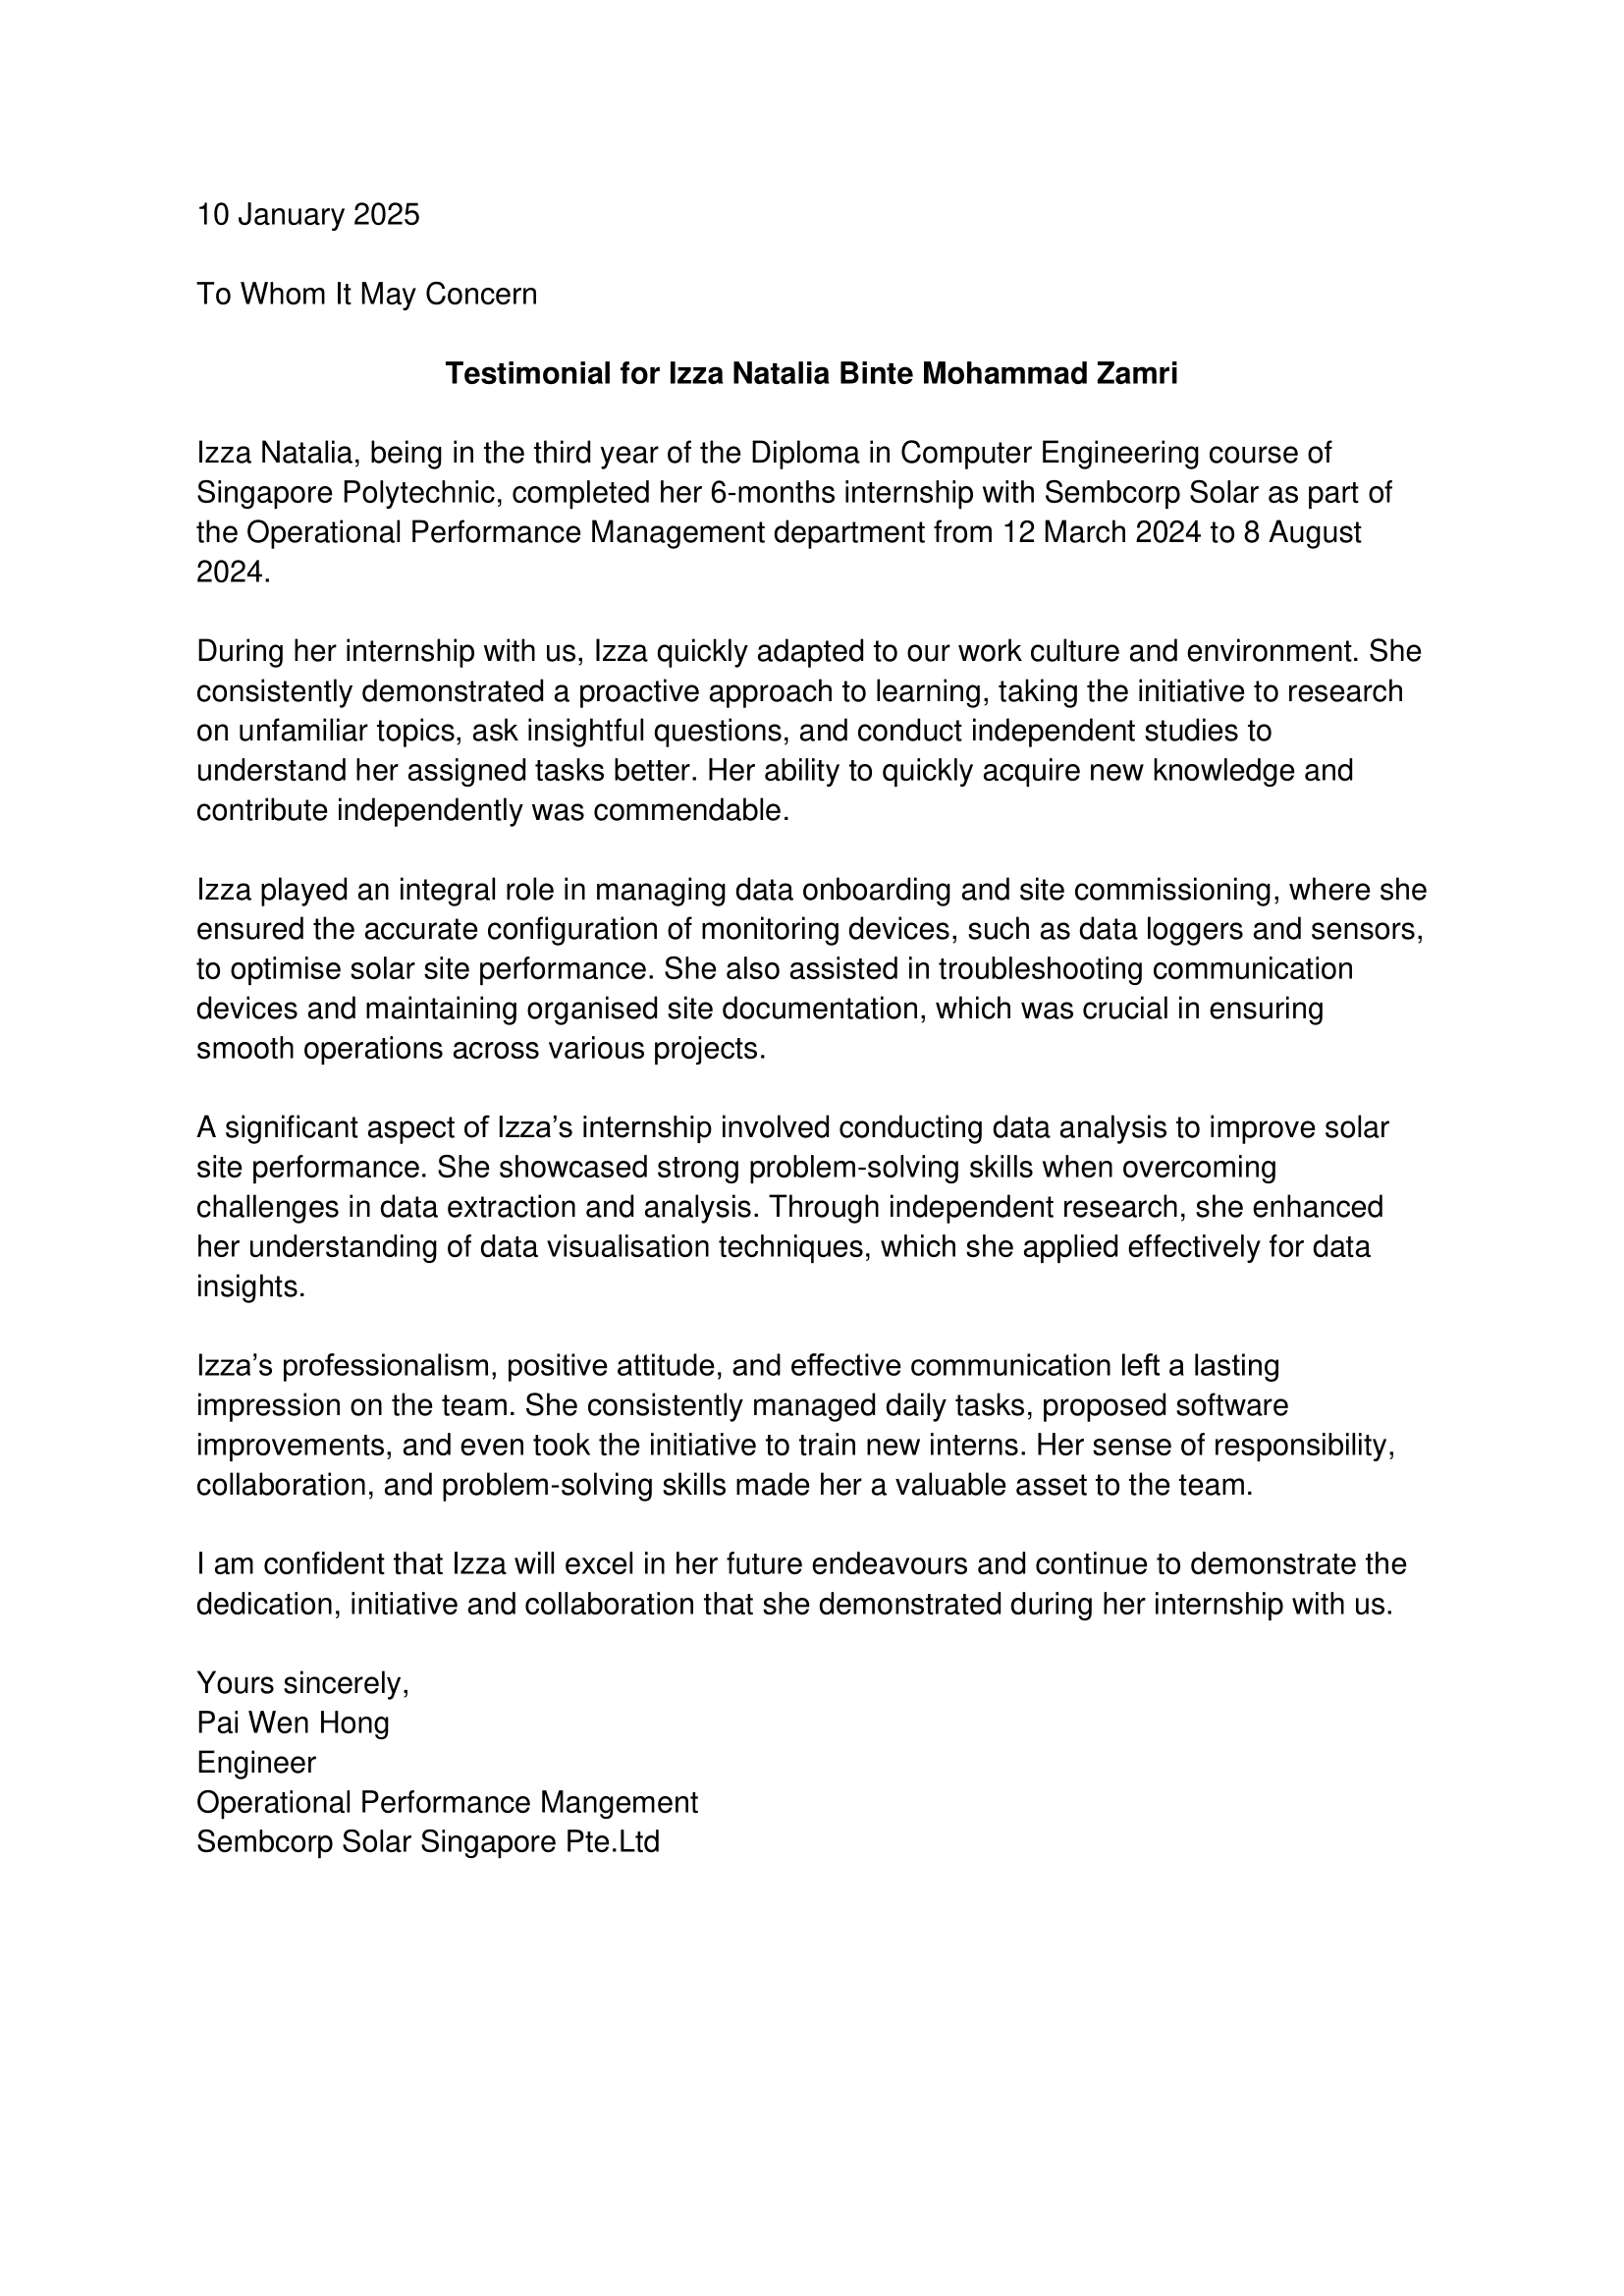 10 January 2025
To Whom It May Concern
Testimonial for Izza Natalia Binte Mohammad Zamri
Izza Natalia, being in the third year of the Diploma in Computer Engineering course of
Singapore Polytechnic, completed her 6-months internship with Sembcorp Solar as part of
the Operational Performance Management department from 12 March 2024 to 8 August
2024.
During her internship with us, Izza quickly adapted to our work culture and environment. She
consistently demonstrated a proactive approach to learning, taking the initiative to research
on unfamiliar topics, ask insightful questions, and conduct independent studies to
understand her assigned tasks better. Her ability to quickly acquire new knowledge and
contribute independently was commendable.
Izza played an integral role in managing data onboarding and site commissioning, where she
ensured the accurate configuration of monitoring devices, such as data loggers and sensors,
to optimise solar site performance. She also assisted in troubleshooting communication
devices and maintaining organised site documentation, which was crucial in ensuring
smooth operations across various projects.
A significant aspect of Izza’s internship involved conducting data analysis to improve solar
site performance. She showcased strong problem-solving skills when overcoming
challenges in data extraction and analysis. Through independent research, she enhanced
her understanding of data visualisation techniques, which she applied effectively for data
insights.
Izza’s professionalism, positive attitude, and effective communication left a lasting
impression on the team. She consistently managed daily tasks, proposed software
improvements, and even took the initiative to train new interns. Her sense of responsibility,
collaboration, and problem-solving skills made her a valuable asset to the team.
I am confident that Izza will excel in her future endeavours and continue to demonstrate the
dedication, initiative and collaboration that she demonstrated during her internship with us.
Yours sincerely,
Pai Wen Hong
Engineer
Operational Performance Mangement
Sembcorp Solar Singapore Pte.Ltd